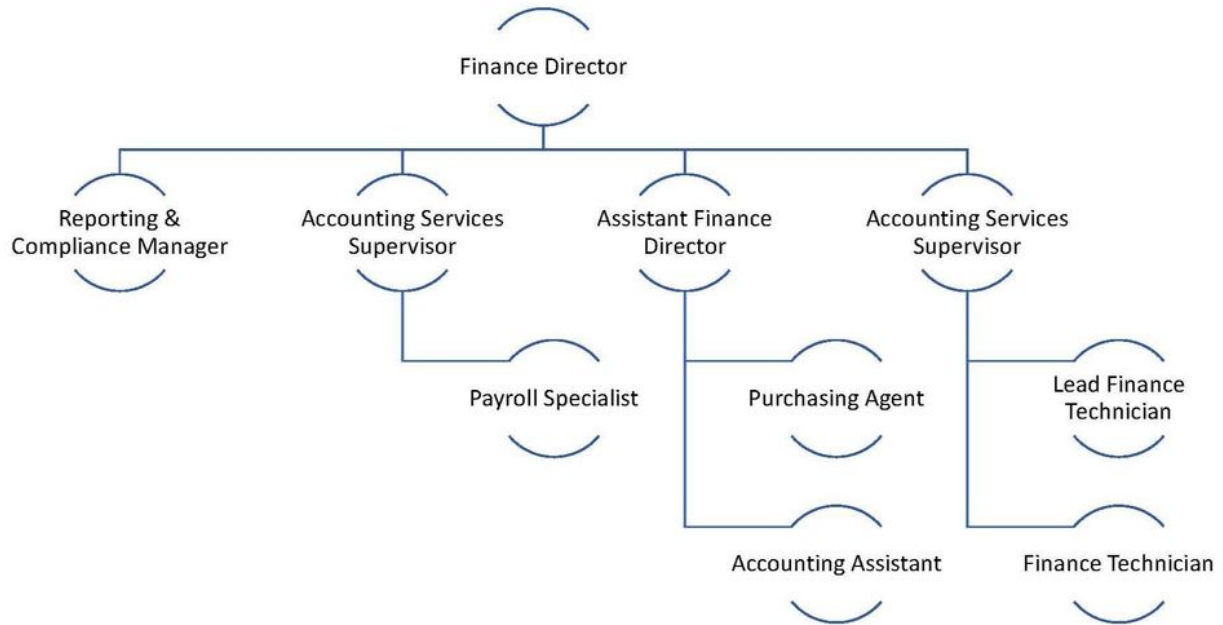 Finance Director
Reporting &
Compliance Manager
Accounting Services
Supervisor
Assistant Finance
Director
Accounting Services
Supervisor
Payroll Specialist
Purchasing Agent
Lead Finance
Technician
Accounting Assistant
Finance Technician